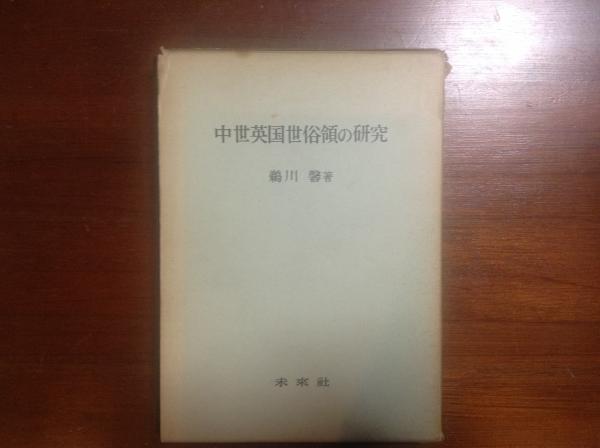 中世英国世俗領の研究
鵜川 馨著
未來社